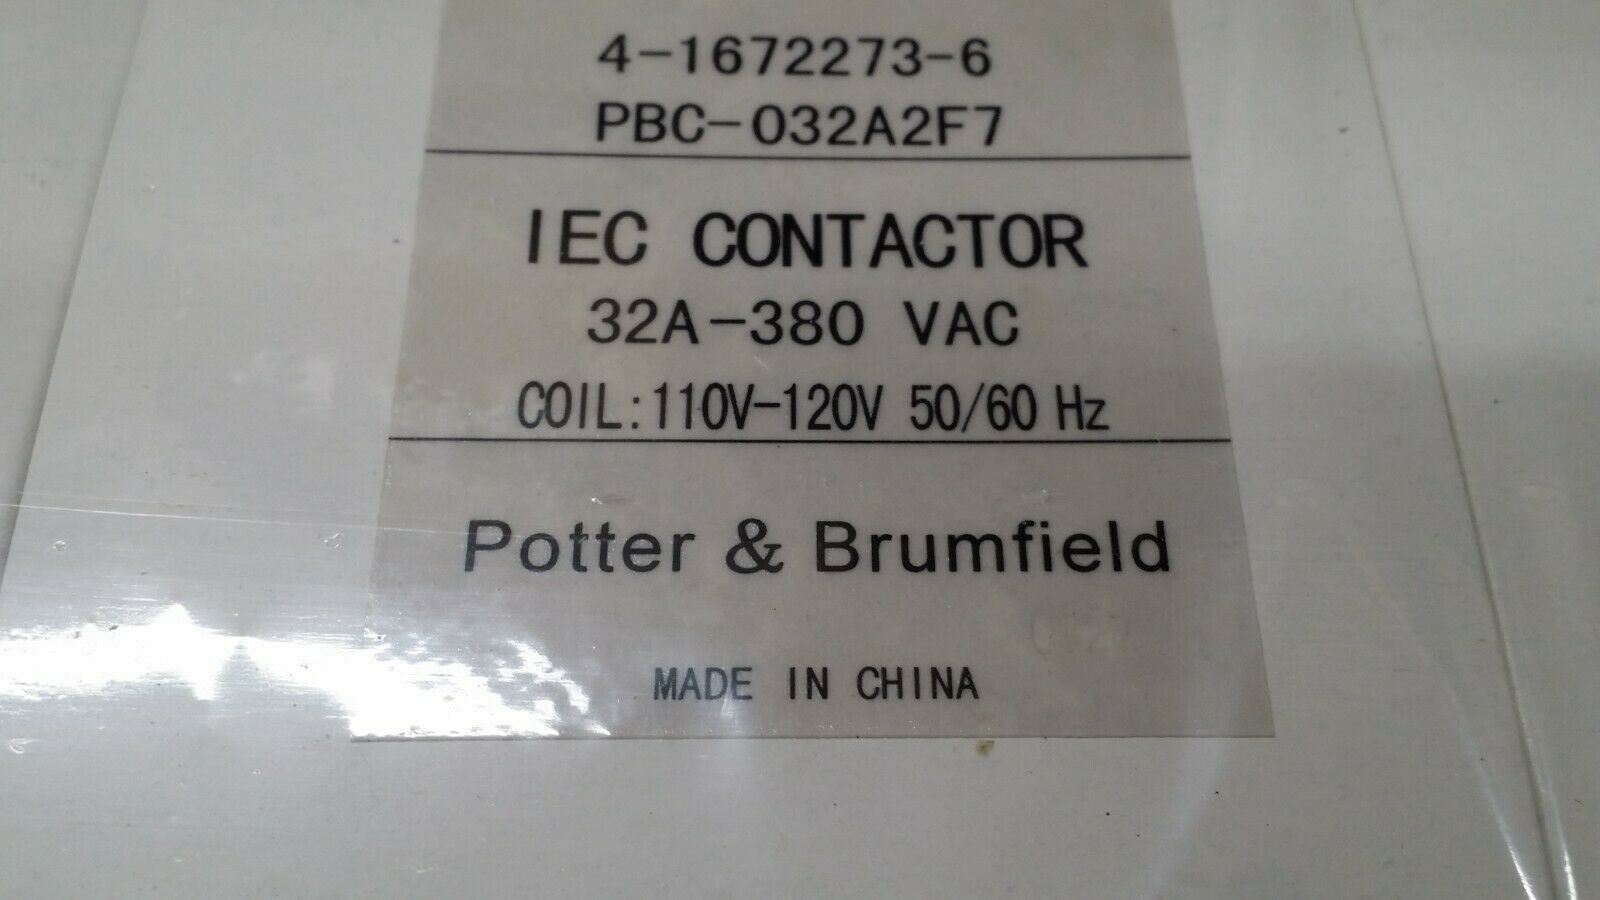 4-1672273-6
PBC-032A2F7
IEC CONTACTOR
32A-380 VAC
COIL:110V-120V 50/60 Hz
Potter & Brumfield
MADE IN CHINA